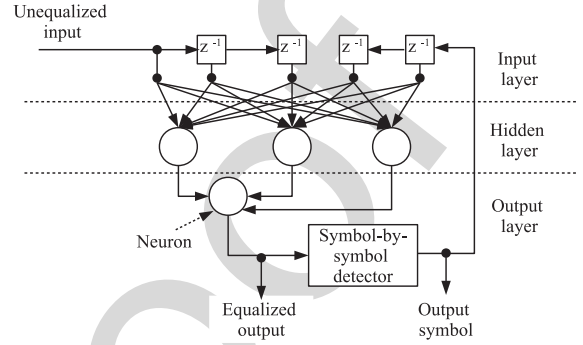 Unequalized
input
z -1
z -1
z -1
z -1
Input
layer
Hidden
layer
Output
layer
Neuron
Symbol-by-
symbol
detector
Equalized
output
Output
symbol